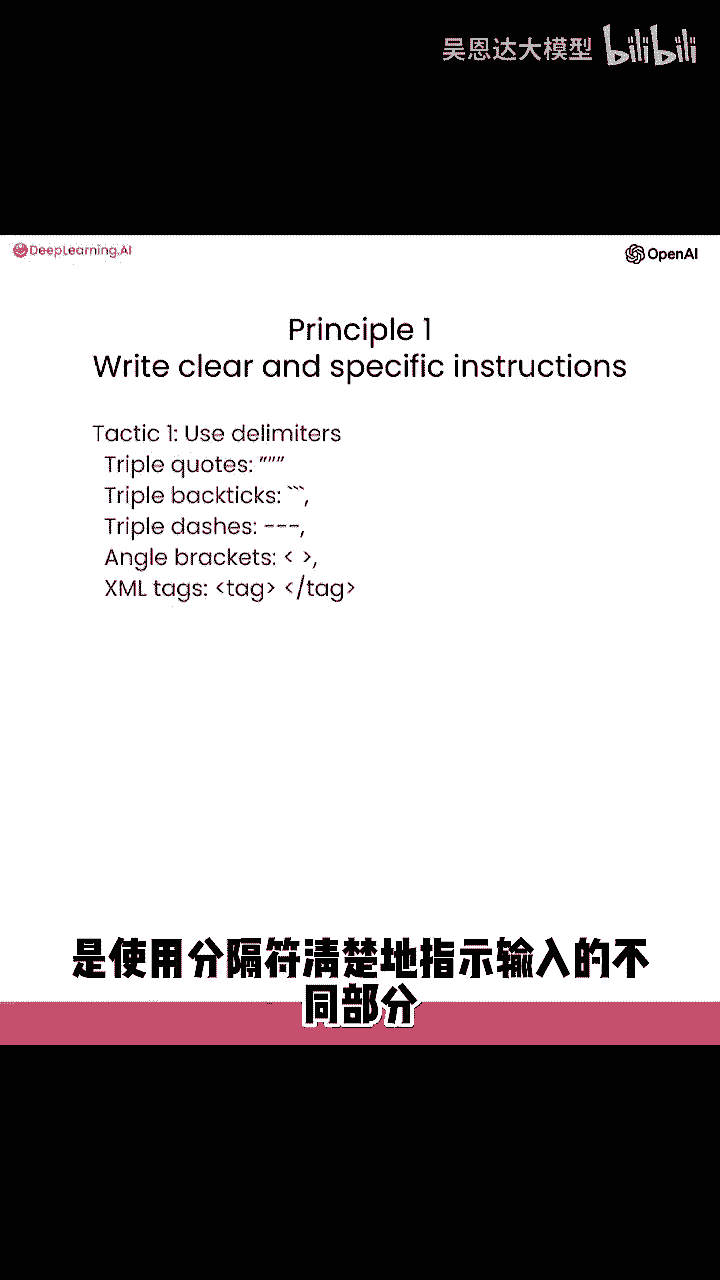 吴恩达大模型 bilibili
DeepLearning.AI
OpenAI
Principle 1
Write clear and specific instructions
Tactic 1: Use delimiters
Triple quotes: """
Triple backticks: ```,
Triple dashes: ---,
Angle brackets: < >,
XML tags: <tag> </tag>
是使用分隔符清楚地指示输入的不
同部分